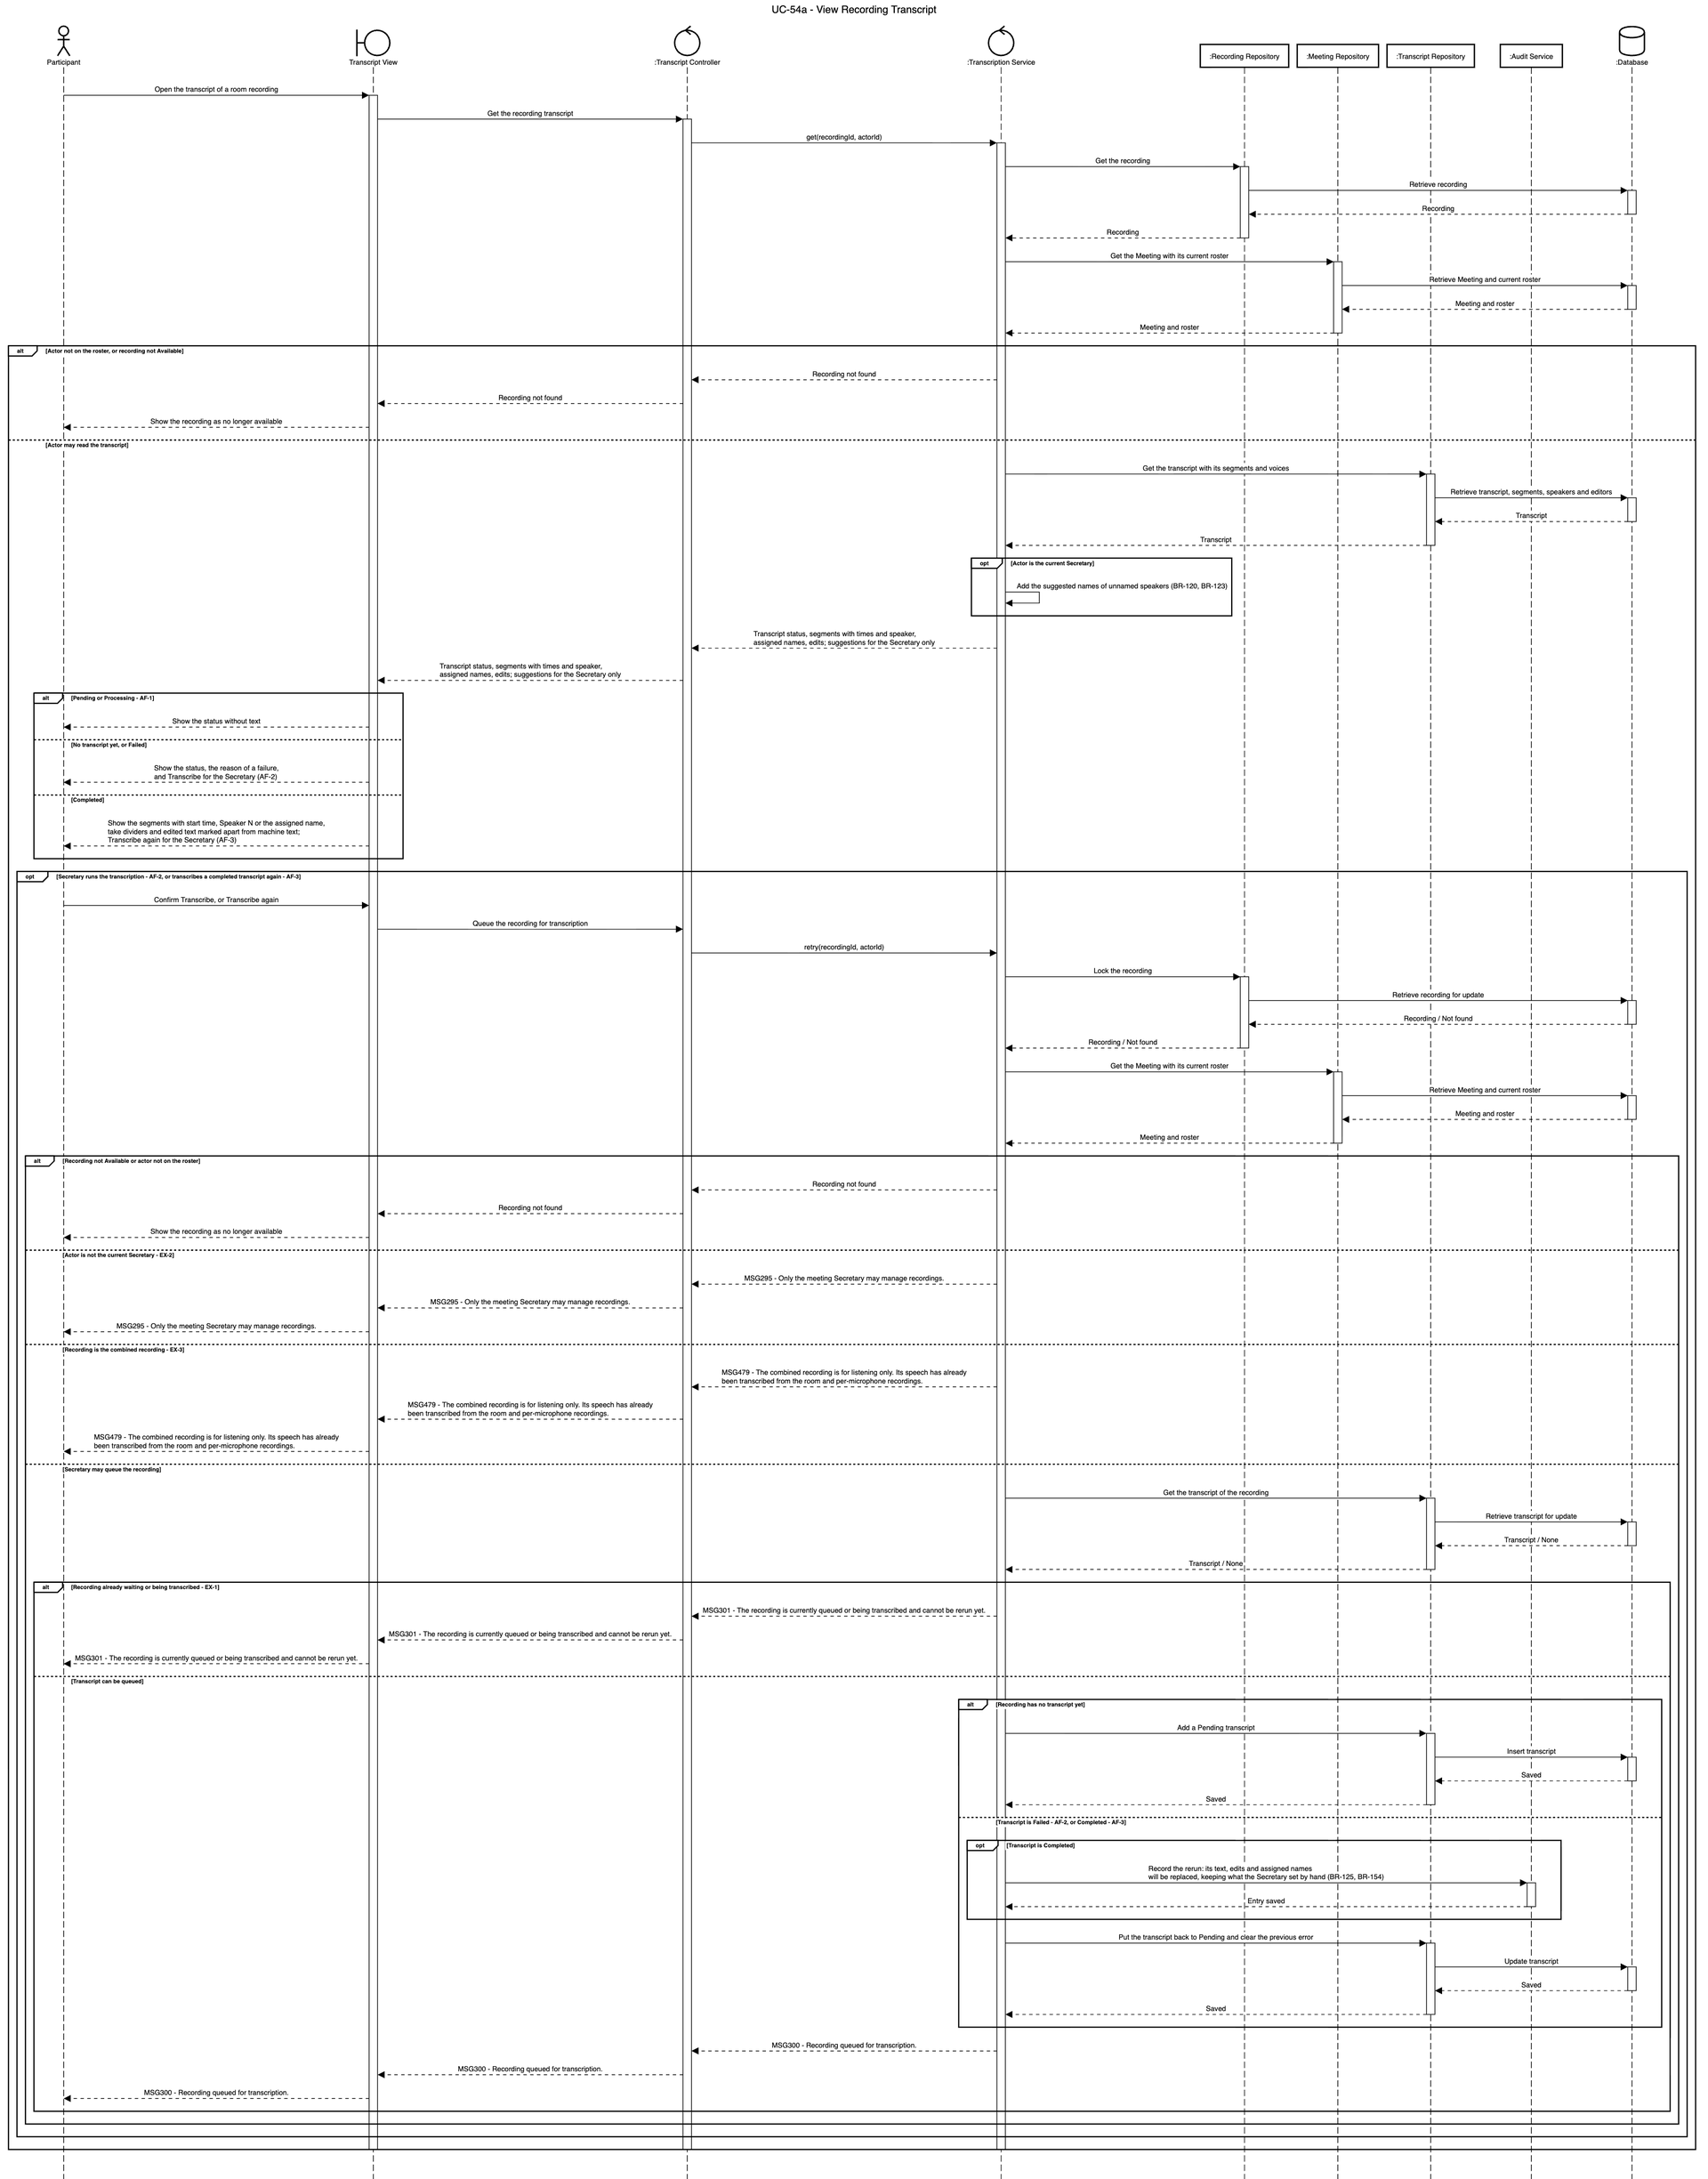 UC-54a - View Recording Transcript
Participant
Transcript View
:Transcript Controller
:Transcription Service
:Recording Repository
:Meeting Repository
:Transcript Repository
:Audit Service
:Database
Open the transcript of a room recording
Get the recording transcript
get(recordingId, actorId)
Get the recording
Retrieve recording
Recording
Recording
Get the Meeting with its current roster
Retrieve Meeting and current roster
Meeting and roster
Meeting and roster
alt
[Actor not on the roster, or recording not Available]
Recording not found
Recording not found
Show the recording as no longer available
[Actor may read the transcript]
Get the transcript with its segments and voices
Retrieve transcript, segments, speakers and editors
Transcript
Transcript
opt
[Actor is the current Secretary]
Add the suggested names of unnamed speakers (BR-120, BR-123)
Transcript status, segments with times and speaker,
assigned names, edits; suggestions for the Secretary only
Transcript status, segments with times and speaker,
assigned names, edits; suggestions for the Secretary only
alt
[Pending or Processing - AF-1]
Show the status without text
[No transcript yet, or Failed]
Show the status, the reason of a failure,
and Transcribe for the Secretary (AF-2)
[Completed]
Show the segments with start time, Speaker N or the assigned name,
take dividers and edited text marked apart from machine text;
Transcribe again for the Secretary (AF-3)
opt
[Secretary runs the transcription - AF-2, or transcribes a completed transcript again - AF-3]
Confirm Transcribe, or Transcribe again
Queue the recording for transcription
retry(recordingId, actorId)
Lock the recording
Retrieve recording for update
Recording / Not found
Recording / Not found
Get the Meeting with its current roster
Retrieve Meeting and current roster
Meeting and roster
Meeting and roster
alt
[Recording not Available or actor not on the roster]
Recording not found
Recording not found
Show the recording as no longer available
[Actor is not the current Secretary - EX-2]
MSG295 - Only the meeting Secretary may manage recordings.
MSG295 - Only the meeting Secretary may manage recordings.
MSG295 - Only the meeting Secretary may manage recordings.
[Recording is the combined recording - EX-3]
MSG479 - The combined recording is for listening only. Its speech has already
been transcribed from the room and per-microphone recordings.
MSG479 - The combined recording is for listening only. Its speech has already
been transcribed from the room and per-microphone recordings.
MSG479 - The combined recording is for listening only. Its speech has already
been transcribed from the room and per-microphone recordings.
[Secretary may queue the recording]
Get the transcript of the recording
Retrieve transcript for update
Transcript / None
Transcript / None
alt
[Recording already waiting or being transcribed - EX-1]
MSG301 - The recording is currently queued or being transcribed and cannot be rerun yet.
MSG301 - The recording is currently queued or being transcribed and cannot be rerun yet.
MSG301 - The recording is currently queued or being transcribed and cannot be rerun yet.
[Transcript can be queued]
alt
[Recording has no transcript yet]
Add a Pending transcript
Insert transcript
Saved
Saved
[Transcript is Failed - AF-2, or Completed - AF-3]
opt
[Transcript is Completed]
Record the rerun: its text, edits and assigned names
will be replaced, keeping what the Secretary set by hand (BR-125, BR-154)
Entry saved
Put the transcript back to Pending and clear the previous error
Update transcript
Saved
Saved
MSG300 - Recording queued for transcription.
MSG300 - Recording queued for transcription.
MSG300 - Recording queued for transcription.